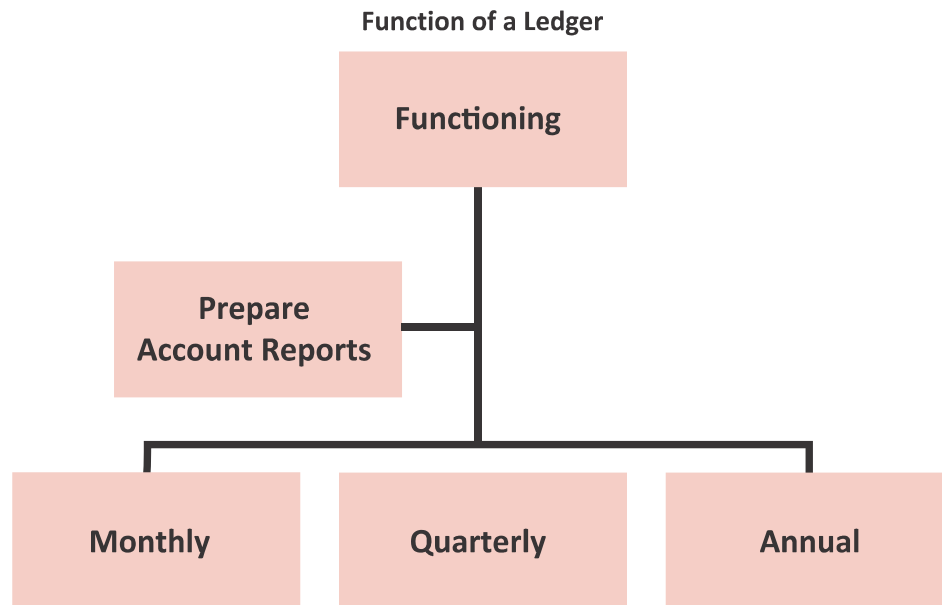 Function of a Ledger
Functioning
Prepare
Account Reports
Monthly
Quarterly
Annual